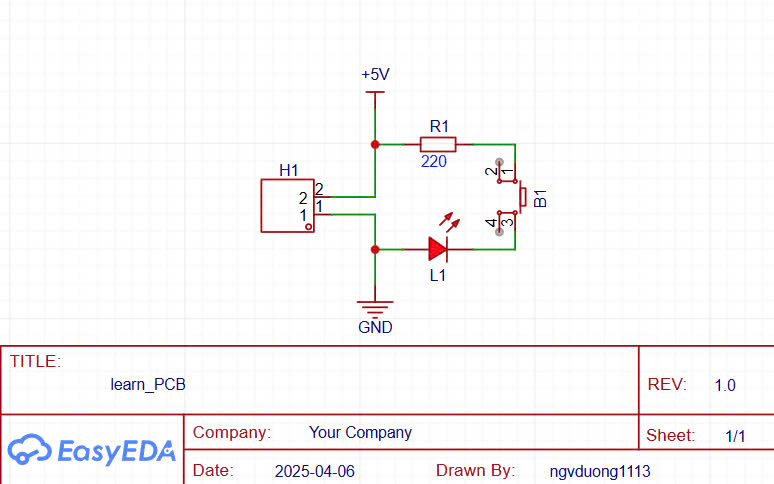 +5V
R1
220
H1
2
2
1
1
2
1
B1
4
3
L1
GND
TITLE:
learn_PCB
REV: 1.0
EasyEDA
Company: Your Company
Sheet: 1/1
Date: 2025-04-06 Drawn By: ngvduong1113